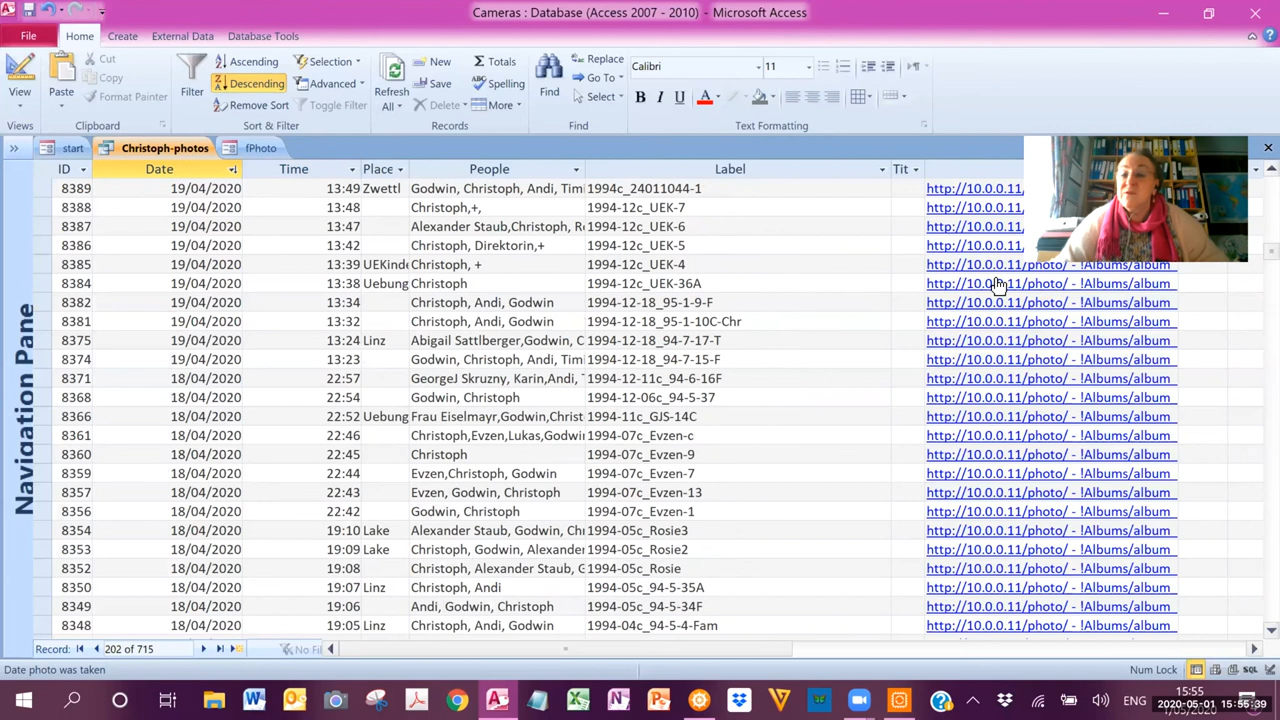 Cameras : Database (Access 2007 - 2010) - Microsoft Access
File Home Create External Data Database Tools
View
Views
Paste
Cut
Copy
Format Painter
Clipboard
Filter
Ascending
Descending
Remove Sort
Selection
Advanced
Toggle Filter
Sort & Filter
Refresh
All
New
Save
Delete
Totals
Spelling
More
Records
Find
Replace
Go To
Select
Find
Calibri 11
B I U A
Text Formatting
start Christoph-photos fPhoto
ID Date Time Place People Label Tit
8389 19/04/2020 13:49 Zwettl Godwin, Christoph, Andi, Timi 1994c_24011044-1 http://10.0.0.11/
8388 19/04/2020 13:48 Christoph,+, 1994-12c_UEK-7 http://10.0.0.11/
8387 19/04/2020 13:47 Alexander Staub,Christoph, Re 1994-12c_UEK-6 http://10.0.0.11/
8386 19/04/2020 13:42 Christoph, Direktorin,+ 1994-12c_UEK-5 http://10.0.0.11/
8385 19/04/2020 13:39 UEKinde Christoph, + 1994-12c_UEK-4 http://10.0.0.11/photo/ - !Albums/album
8384 19/04/2020 13:38 Uebung Christoph 1994-12c_UEK-36A http://10.0.0.11/photo/ - !Albums/album
8382 19/04/2020 13:34 Christoph, Andi, Godwin 1994-12-18_95-1-9-F http://10.0.0.11/photo/ - !Albums/album
8381 19/04/2020 13:32 Christoph, Andi, Godwin 1994-12-18_95-1-10C-Chr http://10.0.0.11/photo/ - !Albums/album
8375 19/04/2020 13:24 Linz Abigail Sattlberger,Godwin, C 1994-12-18_94-7-17-T http://10.0.0.11/photo/ - !Albums/album
8374 19/04/2020 13:23 Godwin, Christoph, Andi, Timi 1994-12-18_94-7-15-F http://10.0.0.11/photo/ - !Albums/album
8371 18/04/2020 22:57 GeorgeJ Skruzny, Karin,Andi, T 1994-12-11c_94-6-16F http://10.0.0.11/photo/ - !Albums/album
8368 18/04/2020 22:54 Godwin, Christoph 1994-12-06c_94-5-37 http://10.0.0.11/photo/ - !Albums/album
8366 18/04/2020 22:52 Uebung Frau Eiselmayr,Godwin,Christ 1994-11c_GJS-14C http://10.0.0.11/photo/ - !Albums/album
8361 18/04/2020 22:46 Christoph,Evzen,Lukas,Godwin 1994-07c_Evzen-c http://10.0.0.11/photo/ - !Albums/album
8360 18/04/2020 22:45 Christoph 1994-07c_Evzen-9 http://10.0.0.11/photo/ - !Albums/album
8359 18/04/2020 22:44 Evzen,Christoph, Godwin 1994-07c_Evzen-7 http://10.0.0.11/photo/ - !Albums/album
8357 18/04/2020 22:43 Evzen, Godwin, Christoph 1994-07c_Evzen-13 http://10.0.0.11/photo/ - !Albums/album
8356 18/04/2020 22:42 Godwin, Christoph 1994-07c_Evzen-1 http://10.0.0.11/photo/ - !Albums/album
8354 18/04/2020 19:10 Lake Alexander Staub, Godwin, Chr 1994-05c_Rosie3 http://10.0.0.11/photo/ - !Albums/album
8353 18/04/2020 19:09 Lake Christoph, Godwin, Alexander 1994-05c_Rosie2 http://10.0.0.11/photo/ - !Albums/album
8352 18/04/2020 19:08 Christoph, Alexander Staub, G 1994-05c_Rosie http://10.0.0.11/photo/ - !Albums/album
8350 18/04/2020 19:07 Linz Christoph, Andi 1994-05c_94-5-35A http://10.0.0.11/photo/ - !Albums/album
8349 18/04/2020 19:06 Andi, Godwin, Christoph 1994-05c_94-5-34F http://10.0.0.11/photo/ - !Albums/album
8348 18/04/2020 19:05 Linz Christoph, Andi, Godwin 1994-04c_94-5-4-Fam http://10.0.0.11/photo/ - !Albums/album
Navigation Pane
Record: 202 of 715 No Fil
Date photo was taken Num Lock SQL
ENG 15:55
2020-05-01 15:55:39